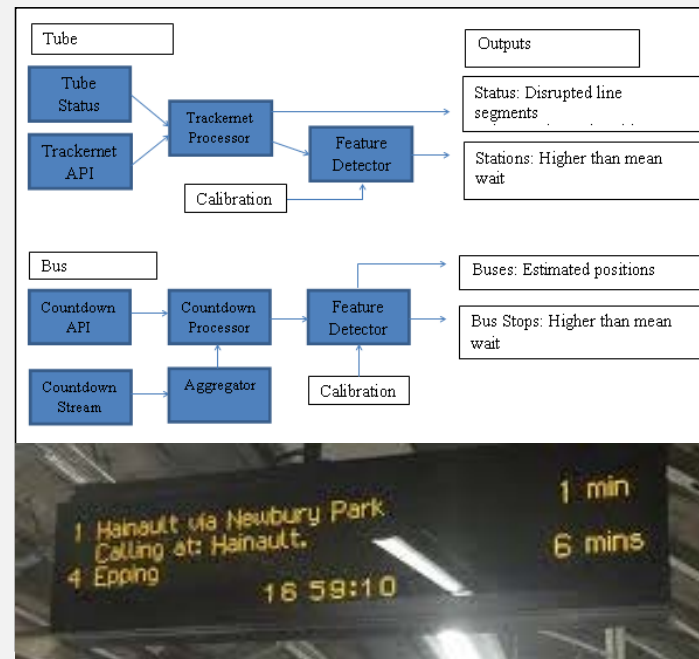 Tube
Outputs
Tube
Status
Trackernet
API
Trackernet
Processor
Feature
Detector
Calibration
Status: Disrupted line
segments
Stations: Higher than mean
wait
Bus
Countdown
API
Countdown
Processor
Feature
Detector
Countdown
Stream
Aggregator
Calibration
Buses: Estimated positions
Bus Stops: Higher than mean
wait
1 Hainault via Newbury Park 1 min
Calling at: Hainault.
4 Epping 6 mins
16 59:10